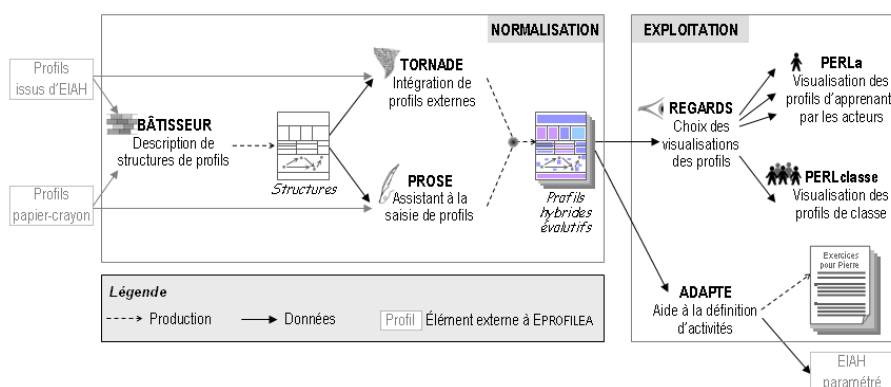 NORMALISATION
EXPLOITATION
Profils
issus d'EIAH
Profils
papier-crayon
BÂTISSEUR
Description de
structures de profils
Structures
TORNADE
Intégration de
profils externes
PROSE
Assistant à la
saisie de profils
Profils
hybrides
évolutifs
REGARDS
Choix des
visualisations
des profils
PERLa
Visualisation des
profils d'apprenant
par les acteurs
PERLclasse
Visualisation des
profils de classe
ADAPTE
Aide à la définition
d'activités
Exercices
pour Pierre
EIAH
paramétré
Légende
Production
Données
Profil
Élément externe à EPROFILEA